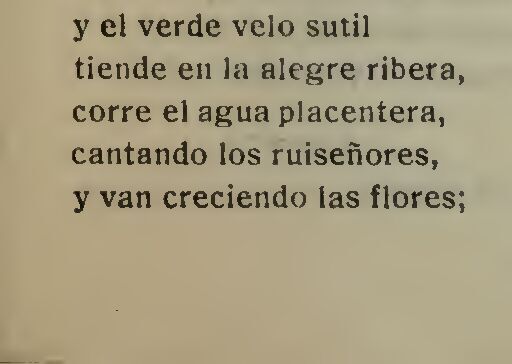 y el verde velo sutil
tiende en la alegre ribera,
corre el agua placentera,
cantando los ruiseñores,
y van creciendo las flores;